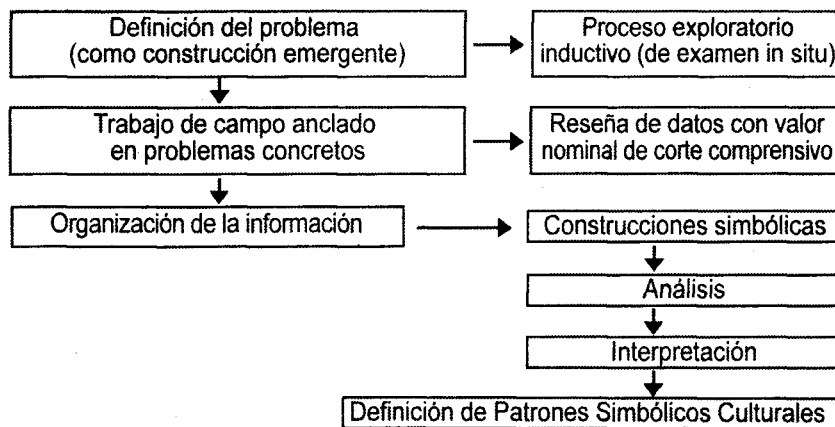 Definición del problema
(como construcción emergente)
Proceso exploratorio
inductivo (de examen in situ)
Trabajo de campo anclado
en problemas concretos
Reseña de datos con valor
nominal de corte comprensivo
Organización de la información
Construcciones simbólicas
Análisis
Interpretación
Definición de Patrones Simbólicos Culturales